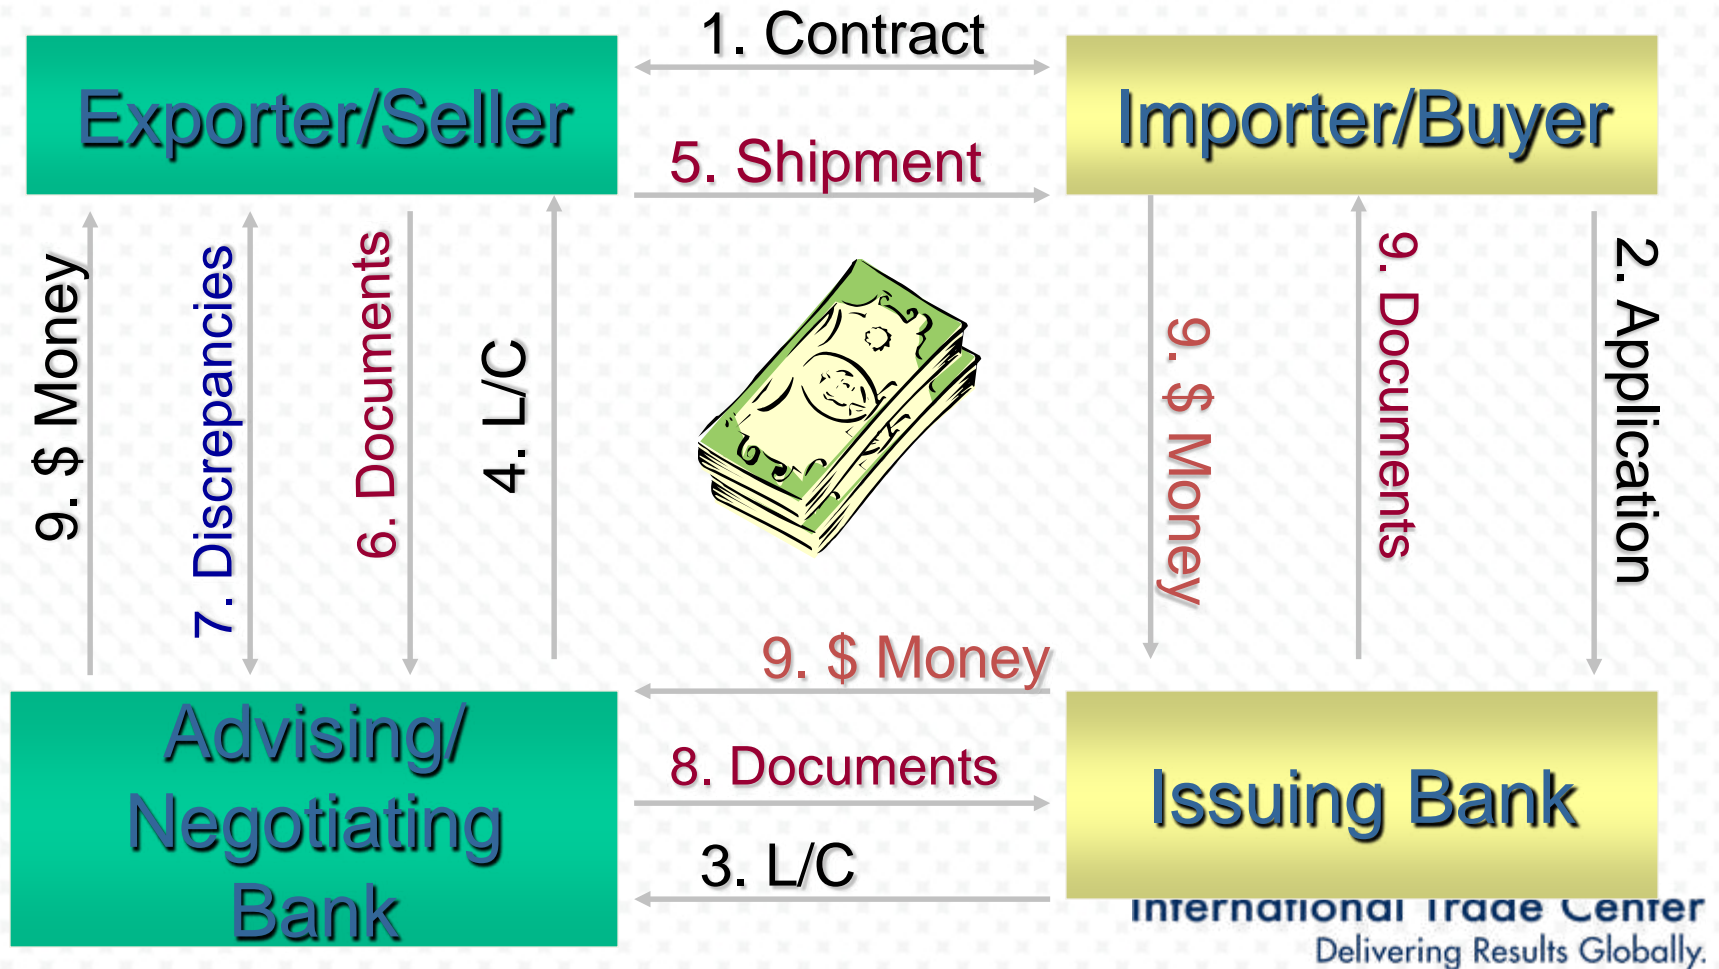 1. Contract
Exporter/Seller
Importer/Buyer
5. Shipment
9. $ Money
7. Discrepancies
6. Documents
4. L/C
9. $ Money
9. Documents
2. Application
9. $ Money
Advising/
Negotiating
Bank
8. Documents
Issuing Bank
3. L/C
International Trade Center
Delivering Results Globally.